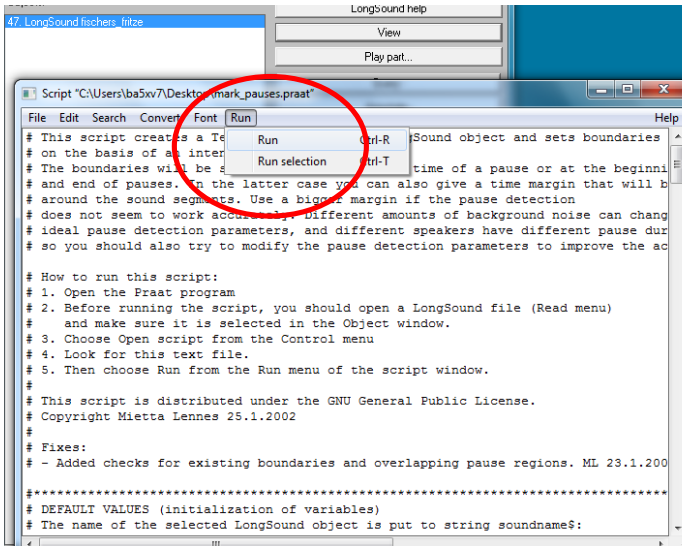 LongSound help
47. LongSound fischers_fritze
View
Play part...
Script "C:\Users\ba5xv7\Desktop\mark_pauses.praat"
File Edit Search Convert Font Run Help
Run Ctrl-R
Run selection Ctrl-T
# This script creates a Te gSound object and sets boundaries
# on the basis of an inter
# The boundaries will be s time of a pause or at the beginni
# and end of pauses. In the latter case you can also give a time margin that will b
# around the sound segments. Use a bigger margin if the pause detection
# does not seem to work accurately. Different amounts of background noise can chang
# ideal pause detection parameters, and different speakers have different pause dur
# so you should also try to modify the pause detection parameters to improve the ac
# How to run this script:
# 1. Open the Praat program
# 2. Before running the script, you should open a LongSound file (Read menu)
# and make sure it is selected in the Object window.
# 3. Choose Open script from the Control menu
# 4. Look for this text file.
# 5. Then choose Run from the Run menu of the script window.
#
# This script is distributed under the GNU General Public License.
# Copyright Mietta Lennes 25.1.2002
#
# Fixes:
# - Added checks for existing boundaries and overlapping pause regions. ML 23.1.200
#*******************************************************************************
# DEFAULT VALUES (initialization of variables)
# The name of the selected LongSound object is put to string soundname$: